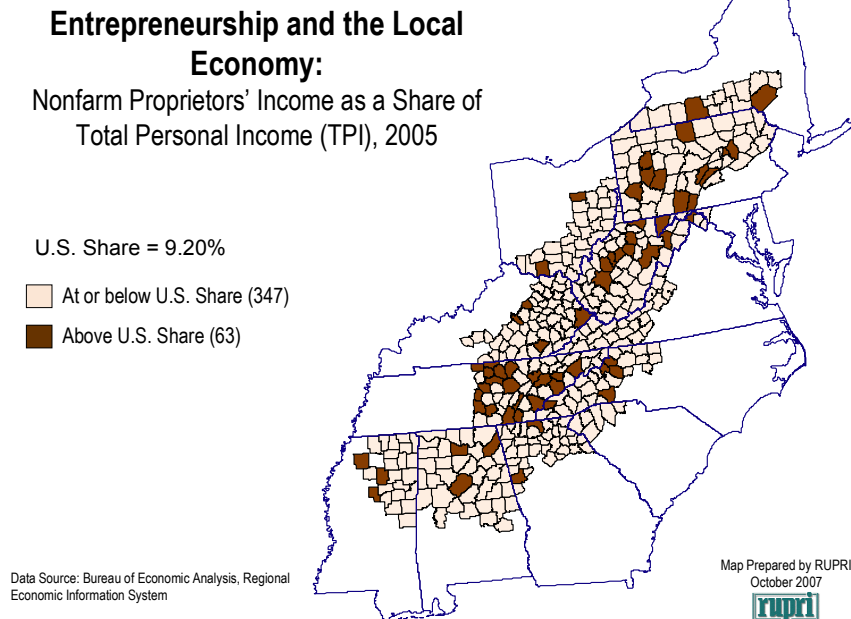 Entrepreneurship and the Local
Economy:
Nonfarm Proprietors' Income as a Share of
Total Personal Income (TPI), 2005
U.S. Share = 9.20%
At or below U.S. Share (347)
Above U.S. Share (63)
Data Source: Bureau of Economic Analysis, Regional
Economic Information System
Map Prepared by RUPRI
October 2007
rupri